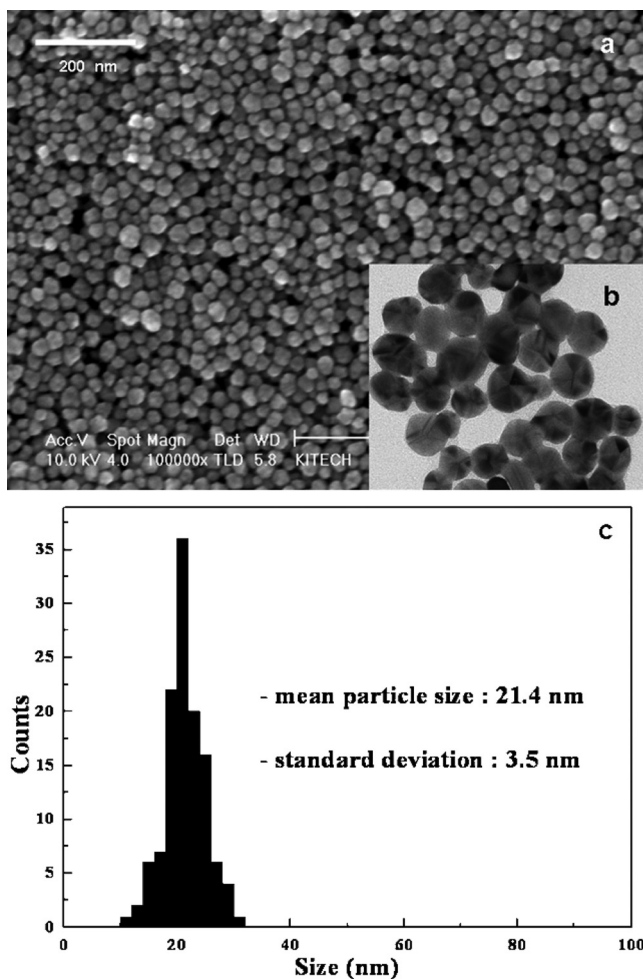 a
200 nm
b
Acc.V Spot Magn Det WD
10.0 kV 4.0 100000x TLD 5.8 KITECH
c
35
30
25
20
15
10
5
0
Counts
- mean particle size : 21.4 nm
- standard deviation : 3.5 nm
0 20 40 60 80 100
Size (nm)